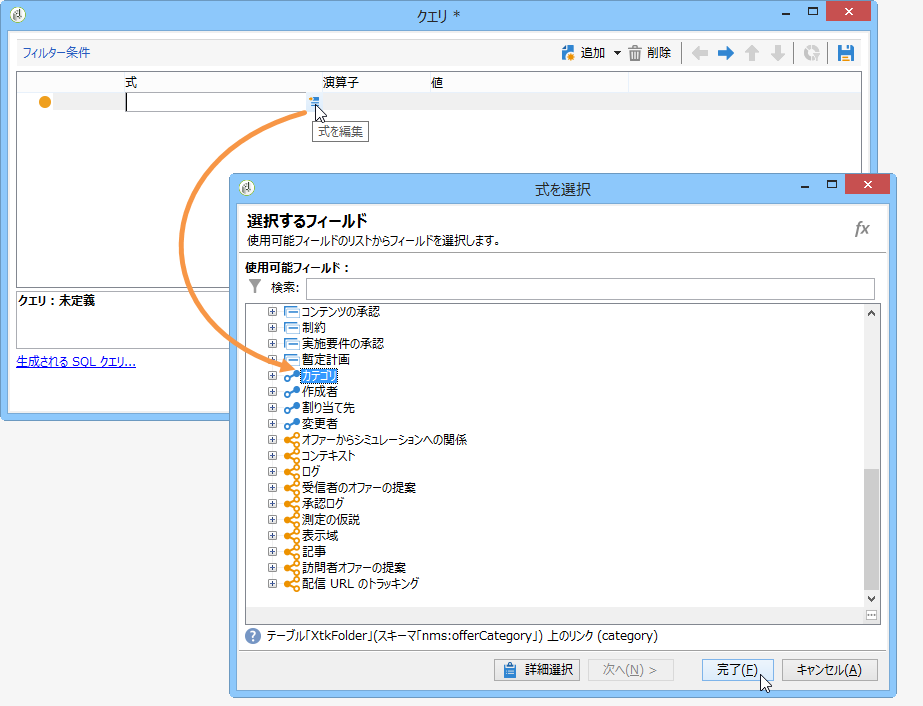 クエリ *
フィルター条件
追加
削除
式 演算子 値
式を編集
クエリ : 未定義
生成される SQL クエリ...
式を選択
選択するフィールド
使用可能フィールドのリストからフィールドを選択します。
fx
使用可能フィールド :
検索:
コンテンツの承認
制約
実施要件の承認
暫定計画
カテゴリ
作成者
割り当て先
変更者
オファーからシミュレーションへの関係
コンテキスト
ログ
受信者のオファーの提案
承認ログ
測定の仮説
表示域
記事
訪問者オファーの提案
配信 URL のトラッキング
テーブル「XtkFolder」(スキーマ「nms:offerCategory」) 上のリンク (category)
詳細選択
次へ(N) >
完了(F)
キャンセル(A)